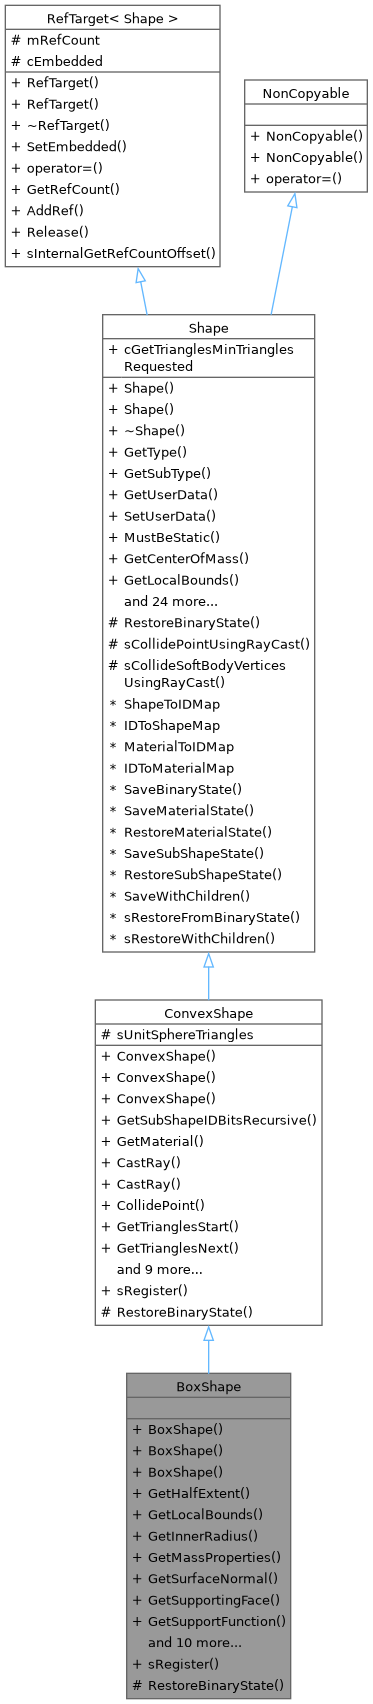 RefTarget< Shape >
# mRefCount
# cEmbedded
+ RefTarget()
+ RefTarget()
+ ~RefTarget()
+ SetEmbedded()
+ operator=()
+ GetRefCount()
+ AddRef()
+ Release()
+ sInternalGetRefCountOffset()
NonCopyable
+ NonCopyable()
+ NonCopyable()
+ operator=()
Shape
+ cGetTrianglesMinTriangles
Requested
+ Shape()
+ Shape()
+ ~Shape()
+ GetType()
+ GetSubType()
+ GetUserData()
+ SetUserData()
+ MustBeStatic()
+ GetCenterOfMass()
+ GetLocalBounds()
and 24 more...
# RestoreBinaryState()
# sCollidePointUsingRayCast()
# sCollideSoftBodyVertices
UsingRayCast()
* ShapeToIDMap
* IDToShapeMap
* MaterialToIDMap
* IDToMaterialMap
* SaveBinaryState()
* SaveMaterialState()
* RestoreMaterialState()
* SaveSubShapeState()
* RestoreSubShapeState()
* SaveWithChildren()
* sRestoreFromBinaryState()
* sRestoreWithChildren()
ConvexShape
# sUnitSphereTriangles
+ ConvexShape()
+ ConvexShape()
+ ConvexShape()
+ GetSubShapeIDBitsRecursive()
+ GetMaterial()
+ CastRay()
+ CastRay()
+ CollidePoint()
+ GetTrianglesStart()
+ GetTrianglesNext()
and 9 more...
+ sRegister()
# RestoreBinaryState()
BoxShape
+ BoxShape()
+ BoxShape()
+ BoxShape()
+ GetHalfExtent()
+ GetLocalBounds()
+ GetInnerRadius()
+ GetMassProperties()
+ GetSurfaceNormal()
+ GetSupportingFace()
+ GetSupportFunction()
and 10 more...
+ sRegister()
# RestoreBinaryState()